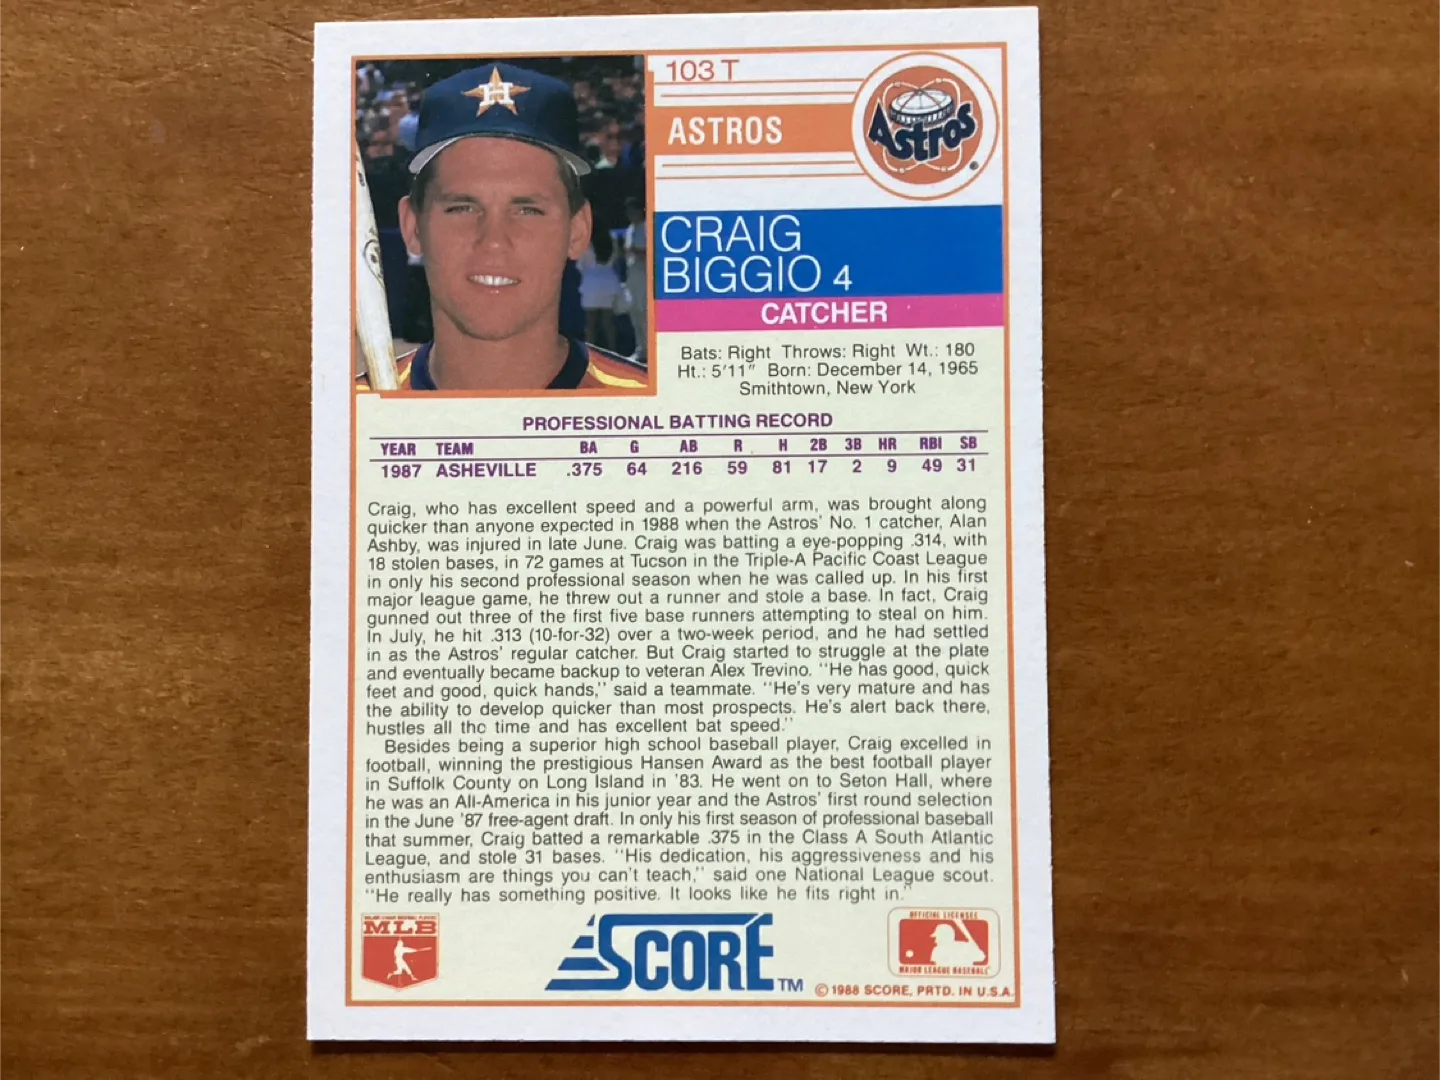 H
103 T
ASTROS
Astros
®
CRAIG
BIGGIO 4
CATCHER
Bats: Right Throws: Right Wt.: 180
Ht.: 5'11" Born: December 14, 1965
Smithtown, New York
PROFESSIONAL BATTING RECORD
YEAR TEAM BA G AB R H 2B 3B HR RBI SB
1987 ASHEVILLE .375 64 216 59 81 17 2 9 49 31
Craig, who has excellent speed and a powerful arm, was brought along
quicker than anyone expected in 1988 when the Astros' No. 1 catcher, Alan
Ashby, was injured in late June. Craig was batting a eye-popping .314, with
18 stolen bases, in 72 games at Tucson in the Triple-A Pacific Coast League
in only his second professional season when he was called up. In his first
major league game, he threw out a runner and stole a base. In fact, Craig
gunned out three of the first five base runners attempting to steal on him.
In July, he hit .313 (10-for-32) over a two-week period, and he had settled
in as the Astros' regular catcher. But Craig started to struggle at the plate
and eventually became backup to veteran Alex Trevino. "He has good, quick
feet and good, quick hands," said a teammate. "He's very mature and has
the ability to develop quicker than most prospects. He's alert back there,
hustles all the time and has excellent bat speed."
Besides being a superior high school baseball player, Craig excelled in
football, winning the prestigious Hansen Award as the best football player
in Suffolk County on Long Island in '83. He went on to Seton Hall, where
he was an All-America in his junior year and the Astros' first round selection
in the June '87 free-agent draft. In only his first season of professional baseball
that summer, Craig batted a remarkable .375 in the Class A South Atlantic
League, and stole 31 bases. "His dedication, his aggressiveness and his
enthusiasm are things you can't teach," said one National League scout.
"He really has something positive. It looks like he fits right in."
MAJOR LEAGUE BASEBALL PLAYERS
MLB
SCORE™
OFFICIAL LICENSEE
MAJOR LEAGUE BASEBALL
© 1988 SCORE, PRTD. IN U.S.A.